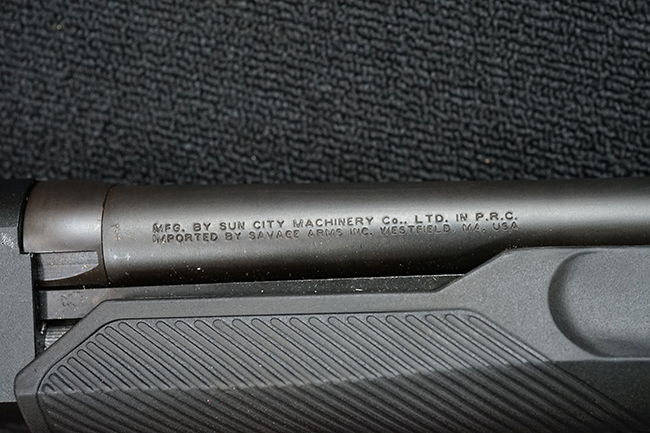 MFG. BY SUN CITY MACHINERY Co., LTD. IN P.R.C.
IMPORTED BY SAVAGE ARMS INC. WESTFIELD, MA. USA